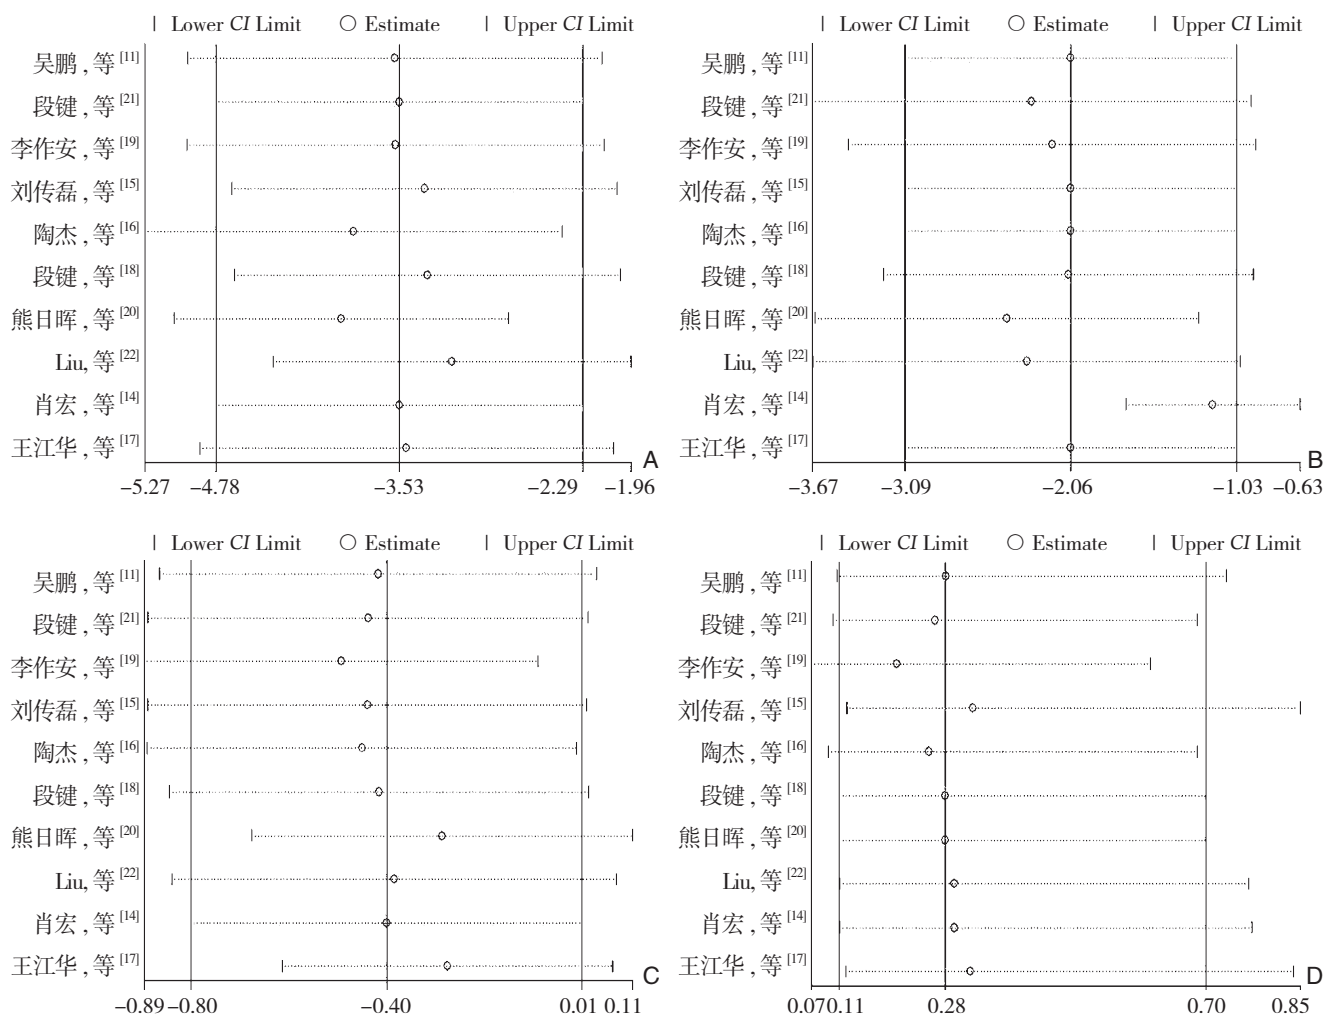 | Lower CI Limit ○ Estimate | Upper CI Limit
吴鹏,等[11]
段键,等[21]
李作安,等[19]
刘传磊,等[15]
陶杰,等[16]
段键,等[18]
熊日晖,等[20]
Liu,等[22]
肖宏,等[14]
王江华,等[17]
A
−5.27 −4.78 −3.53 −2.29 −1.96
| Lower CI Limit ○ Estimate | Upper CI Limit
吴鹏,等[11]
段键,等[21]
李作安,等[19]
刘传磊,等[15]
陶杰,等[16]
段键,等[18]
熊日晖,等[20]
Liu,等[22]
肖宏,等[14]
王江华,等[17]
B
−3.67 −3.09 −2.06 −1.03 −0.63
| Lower CI Limit ○ Estimate | Upper CI Limit
吴鹏,等[11]
段键,等[21]
李作安,等[19]
刘传磊,等[15]
陶杰,等[16]
段键,等[18]
熊日晖,等[20]
Liu,等[22]
肖宏,等[14]
王江华,等[17]
C
−0.89 −0.80 −0.40 0.01 0.11
| Lower CI Limit ○ Estimate | Upper CI Limit
吴鹏,等[11]
段键,等[21]
李作安,等[19]
刘传磊,等[15]
陶杰,等[16]
段键,等[18]
熊日晖,等[20]
Liu,等[22]
肖宏,等[14]
王江华,等[17]
D
0.07 0.11 0.28 0.70 0.85